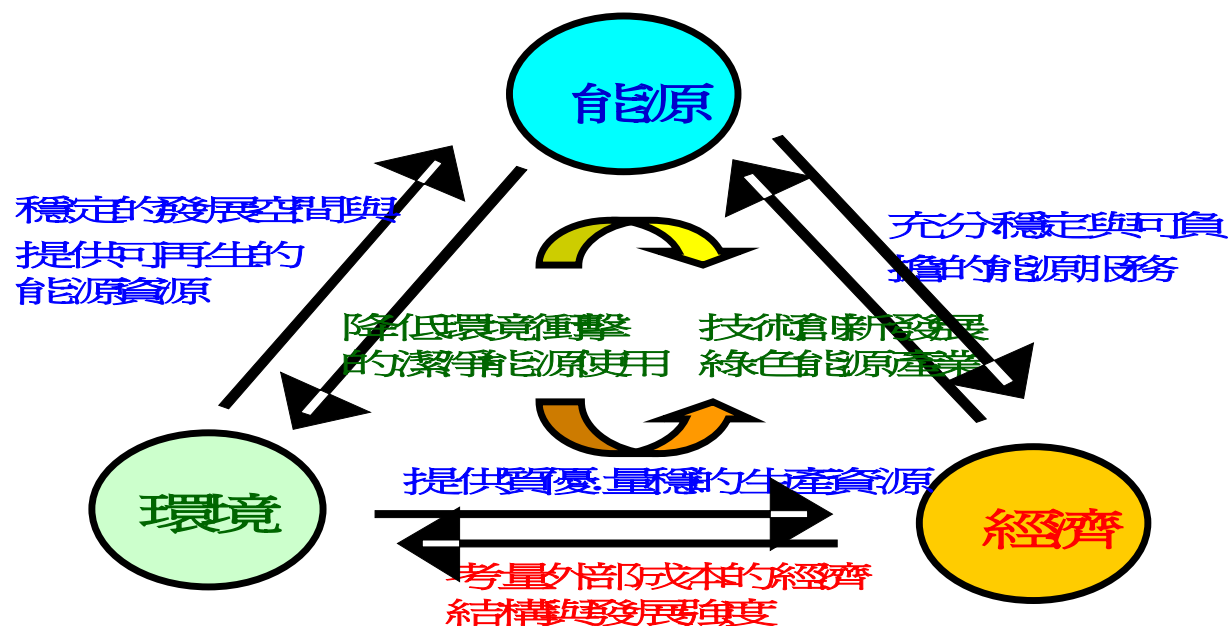 能源
穩定的發展空間與
提供可再生的
能源資源
充分穩定與可負
擔的能源服務
降低環境衝擊
的潔淨能源使用
技術創新發展
綠色能源產業
提供質優量穩的生產資源
環境
經濟
考量外部成本的經濟
結構與發展強度